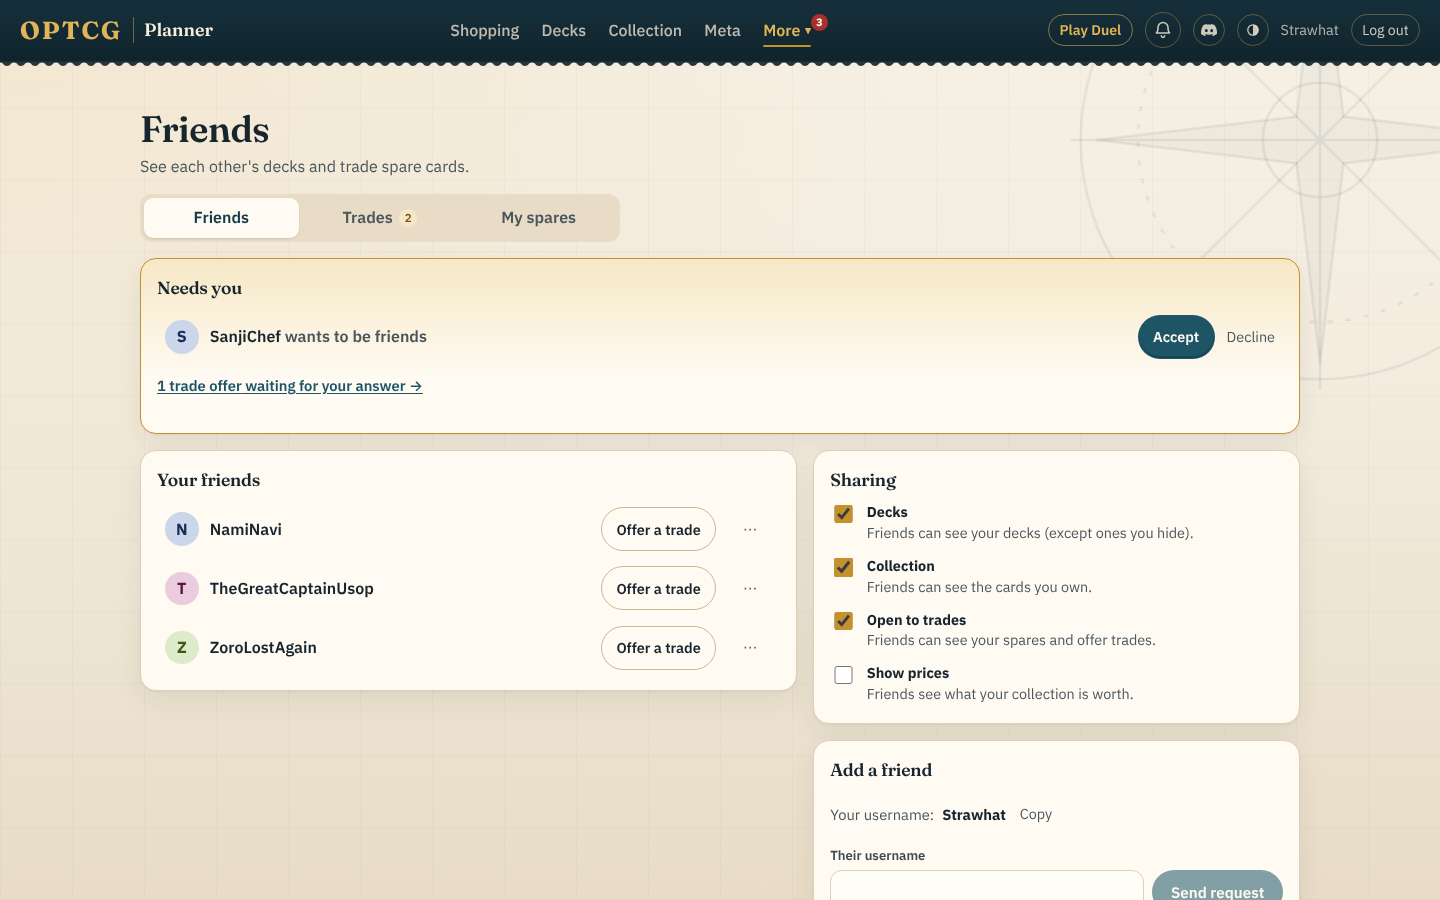 OPTCG Planner
Shopping Decks Collection Meta More ▾ 3
Play Duel Strawhat Log out
Friends
See each other's decks and trade spare cards.
Friends Trades 2 My spares
Needs you
S SanjiChef wants to be friends Accept Decline
1 trade offer waiting for your answer →
Your friends
N NamiNavi Offer a trade ···
T TheGreatCaptainUsop Offer a trade ···
Z ZoroLostAgain Offer a trade ···
Sharing
Decks
Friends can see your decks (except ones you hide).
Collection
Friends can see the cards you own.
Open to trades
Friends can see your spares and offer trades.
Show prices
Friends see what your collection is worth.
Add a friend
Your username: Strawhat Copy
Their username
Send request